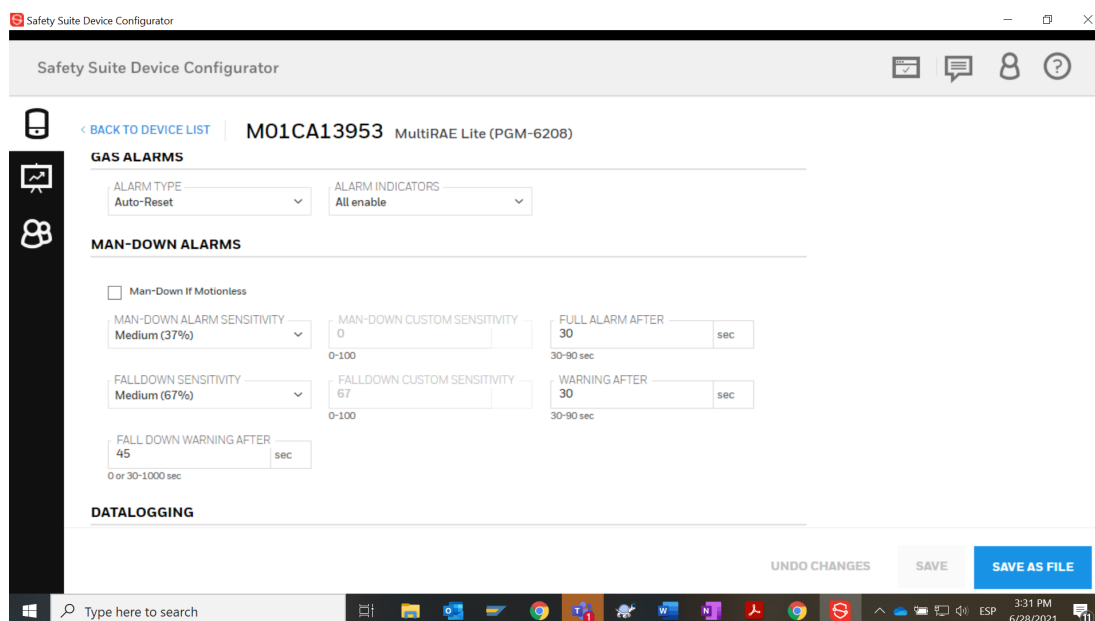 Safety Suite Device Configurator
Safety Suite Device Configurator
< BACK TO DEVICE LIST M01CA13953 MultiRAE Lite (PGM-6208)
GAS ALARMS
ALARM TYPE ALARM INDICATORS
Auto-Reset All enable
MAN-DOWN ALARMS
Man-Down If Motionless
MAN-DOWN ALARM SENSITIVITY MAN-DOWN CUSTOM SENSITIVITY FULL ALARM AFTER
Medium (37%) 0 30 sec
0-100 30-90 sec
FALLDOWN SENSITIVITY FALLDOWN CUSTOM SENSITIVITY WARNING AFTER
Medium (67%) 67 30 sec
0-100 30-90 sec
FALL DOWN WARNING AFTER
45 sec
0 or 30-1000 sec
DATALOGGING
UNDO CHANGES SAVE SAVE AS FILE
Type here to search ESP 3:31 PM
6/28/2021 11